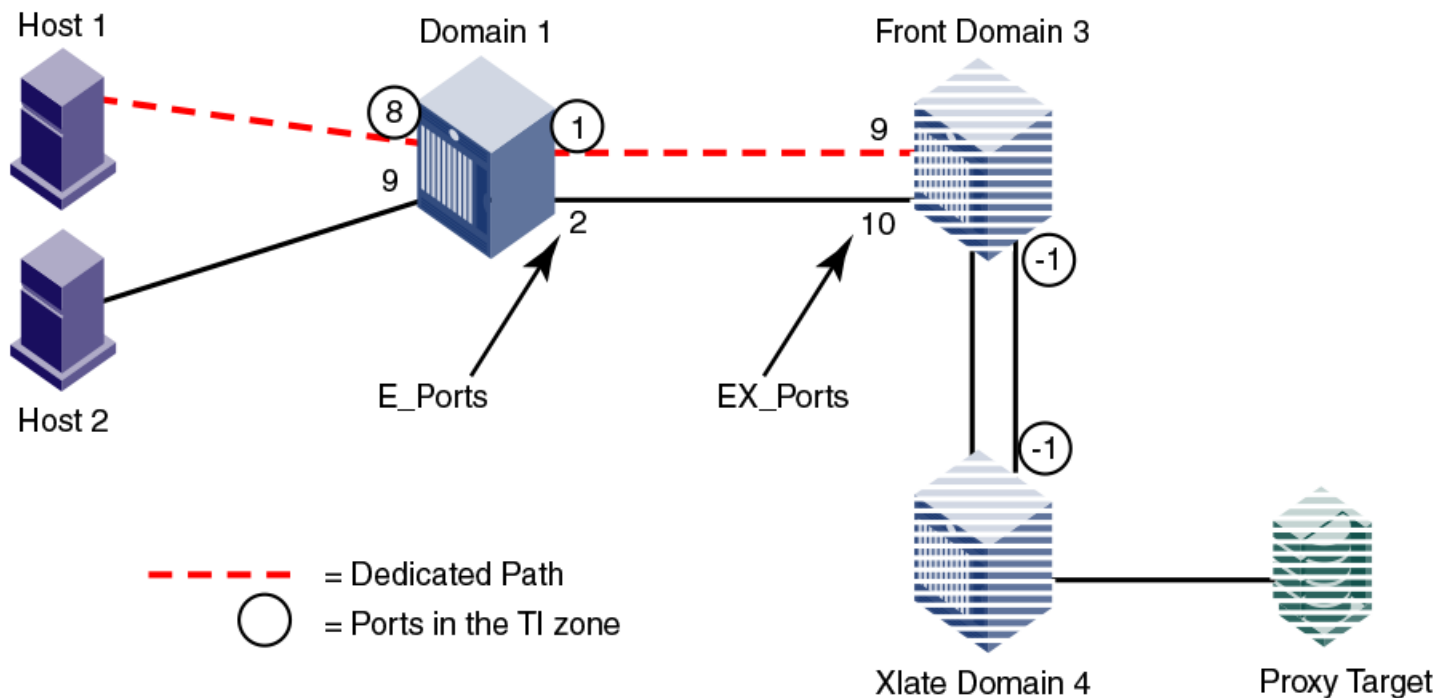 Host 1
Domain 1
Front Domain 3
8
1
9
9
2
10
-1
E_Ports
EX_Ports
Host 2
-1
= Dedicated Path
= Ports in the TI zone
Xlate Domain 4
Proxy Target